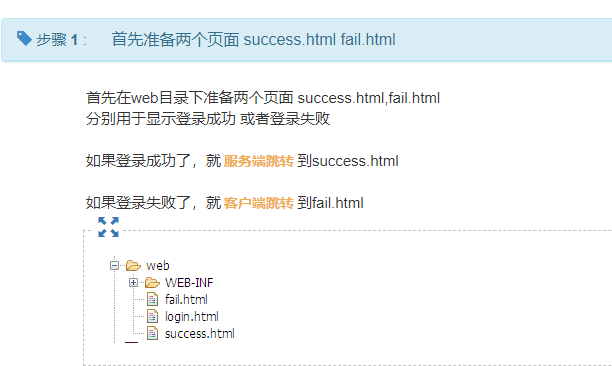 步骤 1 : 首先准备两个页面 success.html fail.html
首先在web目录下准备两个页面 success.html,fail.html
分别用于显示登录成功 或者登录失败
如果登录成功了，就 服务端跳转 到success.html
如果登录失败了，就 客户端跳转 到fail.html
web
WEB-INF
fail.html
login.html
success.html